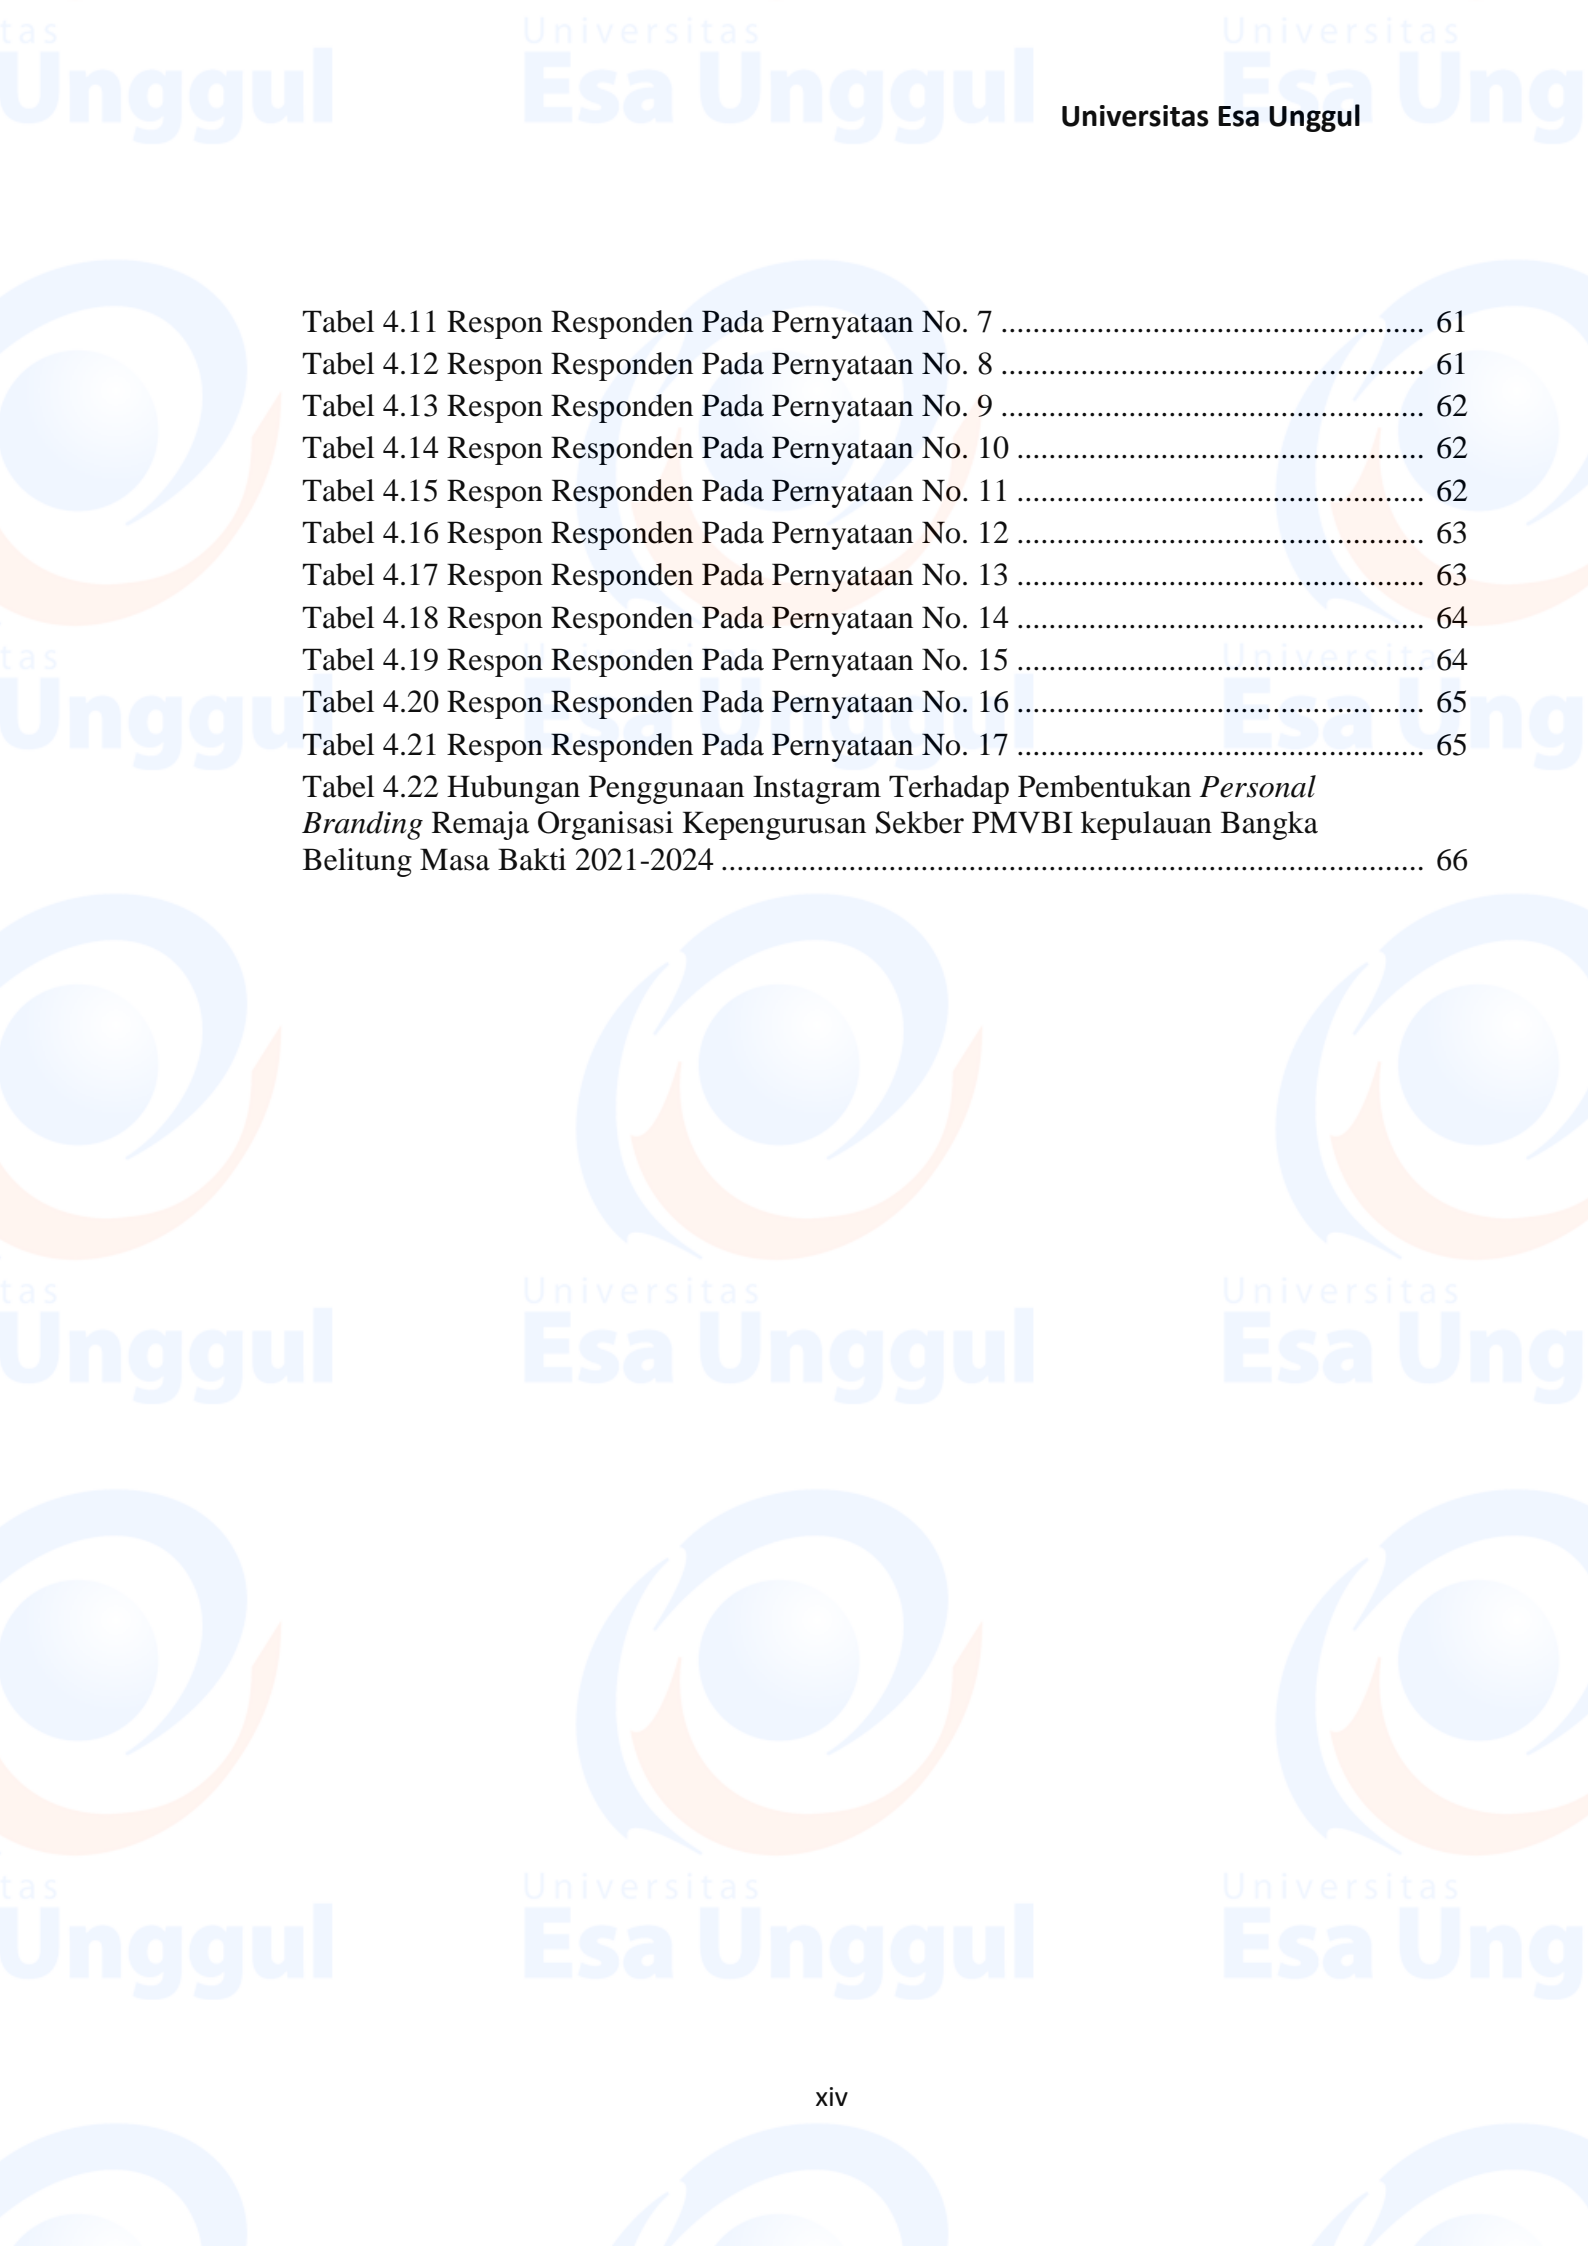 Universitas Esa Unggul
Tabel 4.11 Respon Responden Pada Pernyataan No. 7 ..................................................... 61
Tabel 4.12 Respon Responden Pada Pernyataan No. 8 ..................................................... 61
Tabel 4.13 Respon Responden Pada Pernyataan No. 9 ..................................................... 62
Tabel 4.14 Respon Responden Pada Pernyataan No. 10 ................................................... 62
Tabel 4.15 Respon Responden Pada Pernyataan No. 11 ................................................... 62
Tabel 4.16 Respon Responden Pada Pernyataan No. 12 ................................................... 63
Tabel 4.17 Respon Responden Pada Pernyataan No. 13 ................................................... 63
Tabel 4.18 Respon Responden Pada Pernyataan No. 14 ................................................... 64
Tabel 4.19 Respon Responden Pada Pernyataan No. 15 ................................................... 64
Tabel 4.20 Respon Responden Pada Pernyataan No. 16 ................................................... 65
Tabel 4.21 Respon Responden Pada Pernyataan No. 17 ................................................... 65
Tabel 4.22 Hubungan Penggunaan Instagram Terhadap Pembentukan Personal
Branding Remaja Organisasi Kepengurusan Sekber PMVBI kepulauan Bangka
Belitung Masa Bakti 2021-2024 ........................................................................................ 66
xiv